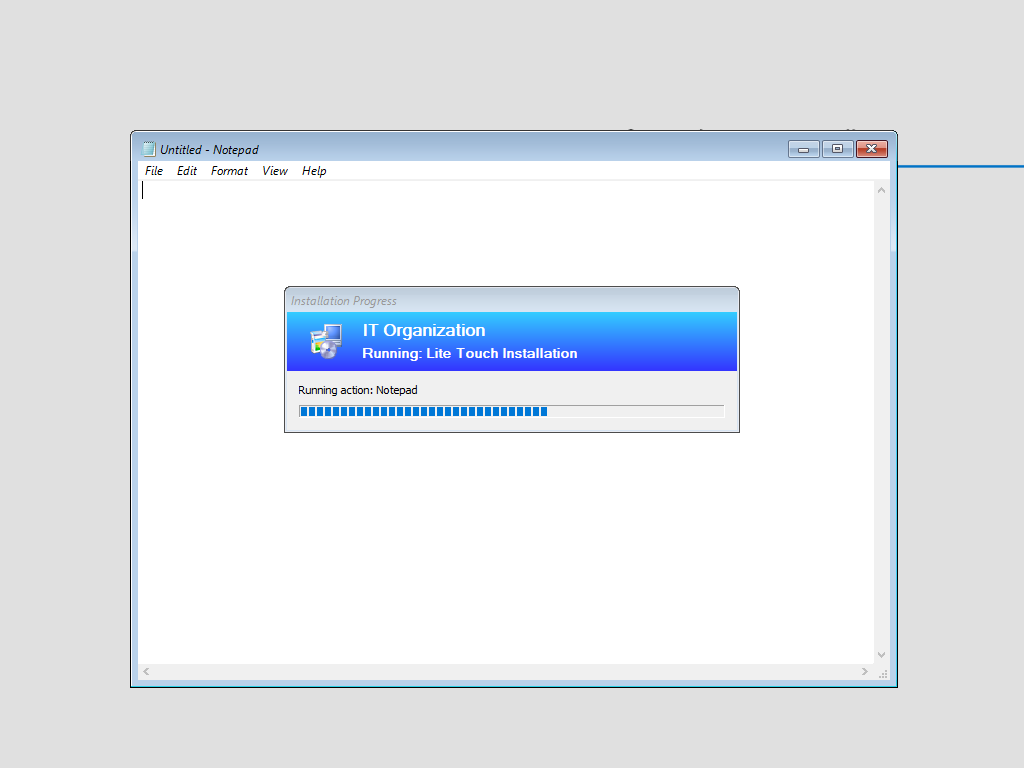 Untitled - Notepad
File Edit Format View Help
Installation Progress
IT Organization
Running: Lite Touch Installation
Running action: Notepad